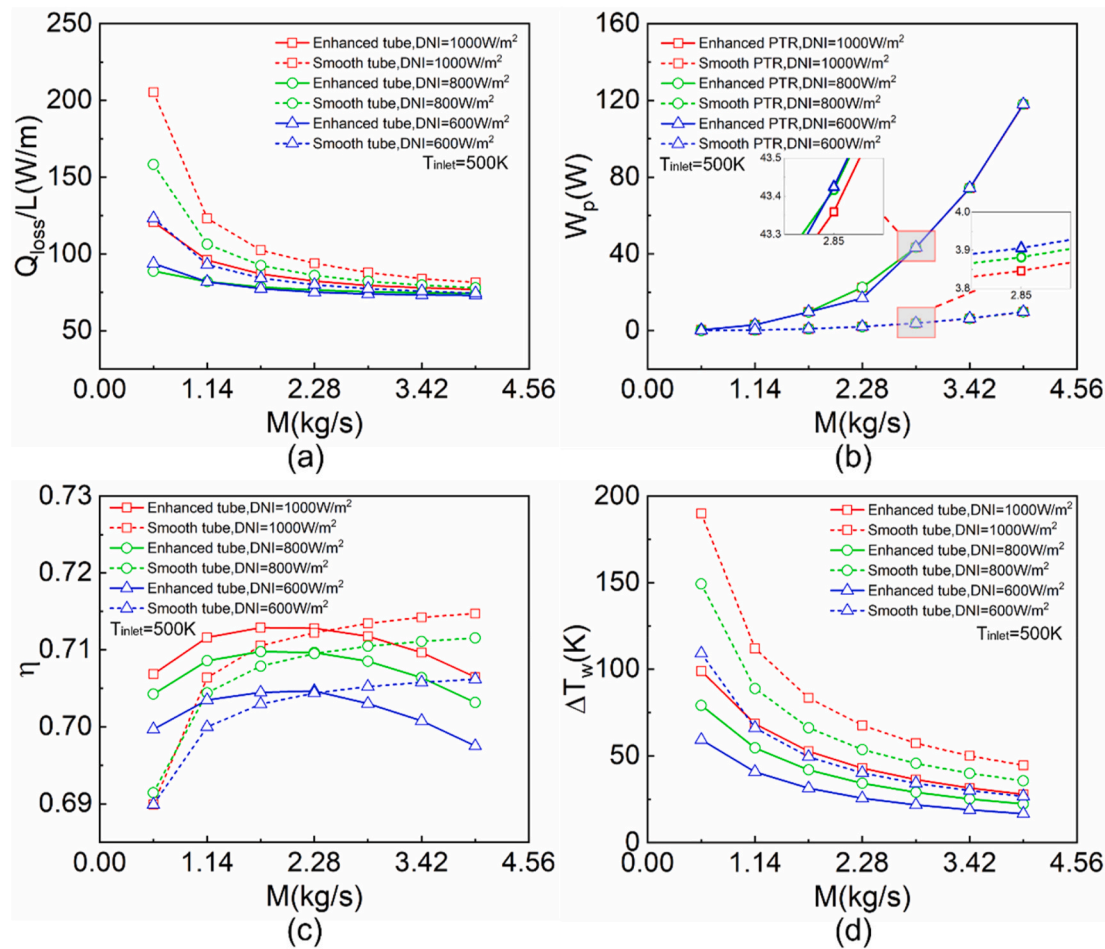 250
200
150
100
50
Q_loss/L(W/m)
Enhanced tube,DNI=1000W/m²
Smooth tube,DNI=1000W/m²
Enhanced tube,DNI=800W/m²
Smooth tube,DNI=800W/m²
Enhanced tube,DNI=600W/m²
Smooth tube,DNI=600W/m²
Tinlet=500K
0.00 1.14 2.28 3.42 4.56
M(kg/s)
(a)
160
120
80
40
0
W_p(W)
Enhanced PTR,DNI=1000W/m²
Smooth PTR,DNI=1000W/m²
Enhanced PTR,DNI=800W/m²
Smooth PTR,DNI=800W/m²
Enhanced PTR,DNI=600W/m²
Smooth PTR,DNI=600W/m²
Tinlet=500K
43.5
43.4
43.3
2.85
4.0
3.9
3.8
2.85
0.00 1.14 2.28 3.42 4.56
M(kg/s)
(b)
0.73
0.72
0.71
0.70
0.69
η
Enhanced tube,DNI=1000W/m²
Smooth tube,DNI=1000W/m²
Enhanced tube,DNI=800W/m²
Smooth tube,DNI=800W/m²
Enhanced tube,DNI=600W/m²
Smooth tube,DNI=600W/m²
Tinlet=500K
0.00 1.14 2.28 3.42 4.56
M(kg/s)
(c)
200
150
100
50
0
ΔT_w(K)
Enhanced tube,DNI=1000W/m²
Smooth tube,DNI=1000W/m²
Enhanced tube,DNI=800W/m²
Smooth tube,DNI=800W/m²
Enhanced tube,DNI=600W/m²
Smooth tube,DNI=600W/m²
Tinlet=500K
0.00 1.14 2.28 3.42 4.56
M(kg/s)
(d)